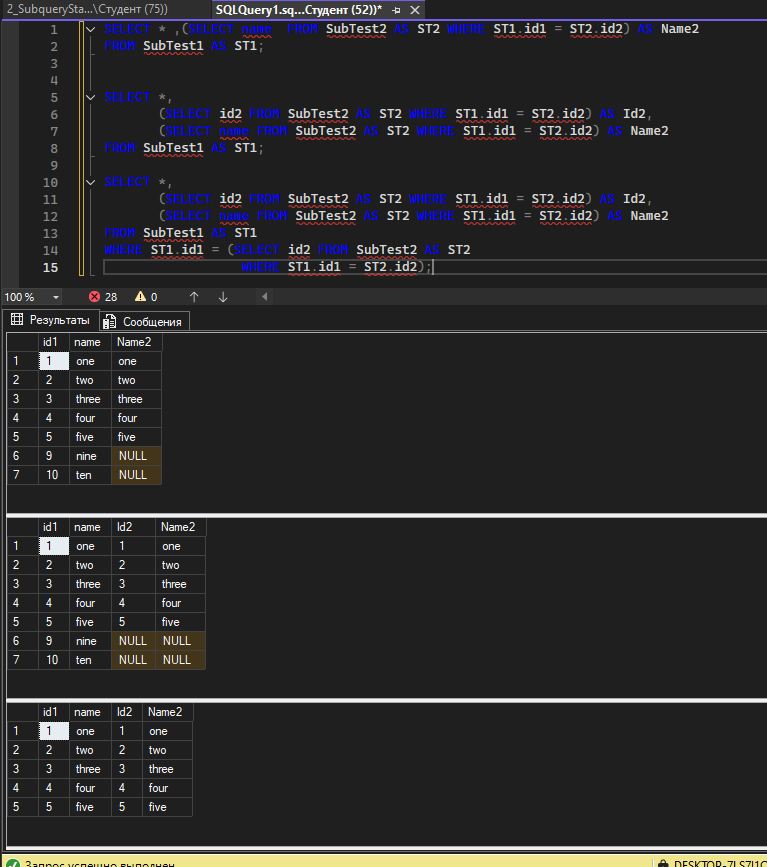 2_SubquerySta...\Студент (75))
SQLQuery1.sq...Студент (52))*
1 SELECT * ,(SELECT name FROM SubTest2 AS ST2 WHERE ST1.id1 = ST2.id2) AS Name2
2 FROM SubTest1 AS ST1;
3
4
5 SELECT *,
6 (SELECT id2 FROM SubTest2 AS ST2 WHERE ST1.id1 = ST2.id2) AS Id2,
7 (SELECT name FROM SubTest2 AS ST2 WHERE ST1.id1 = ST2.id2) AS Name2
8 FROM SubTest1 AS ST1;
9
10 SELECT *,
11 (SELECT id2 FROM SubTest2 AS ST2 WHERE ST1.id1 = ST2.id2) AS Id2,
12 (SELECT name FROM SubTest2 AS ST2 WHERE ST1.id1 = ST2.id2) AS Name2
13 FROM SubTest1 AS ST1
14 WHERE ST1.id1 = (SELECT id2 FROM SubTest2 AS ST2
15 WHERE ST1.id1 = ST2.id2);
100 % 28 0
Результаты Сообщения
id1 name Name2
1 1 one one
2 2 two two
3 3 three three
4 4 four four
5 5 five five
6 9 nine NULL
7 10 ten NULL
id1 name Id2 Name2
1 1 one 1 one
2 2 two 2 two
3 3 three 3 three
4 4 four 4 four
5 5 five 5 five
6 9 nine NULL NULL
7 10 ten NULL NULL
id1 name Id2 Name2
1 1 one 1 one
2 2 two 2 two
3 3 three 3 three
4 4 four 4 four
5 5 five 5 five
Запрос успешно выполнен